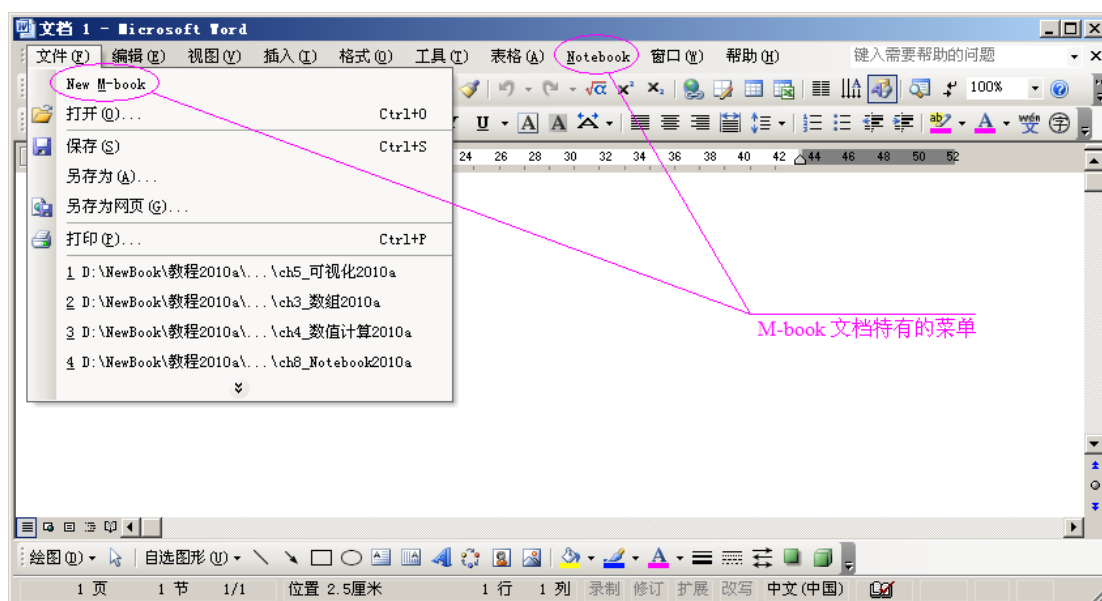 文档 1 - Microsoft Word
文件(F) 编辑(E) 视图(V) 插入(I) 格式(O) 工具(T) 表格(A) Notebook 窗口(W) 帮助(H) 键入需要帮助的问题
New M-book
100%
打开(O)... Ctrl+O
保存(S) Ctrl+S
24 26 28 30 32 34 36 38 40 42 44 46 48 50 52
另存为(A)...
另存为网页(G)...
打印(P)... Ctrl+P
1 D:\NewBook\教程2010a\...\ch5_可视化2010a
2 D:\NewBook\教程2010a\...\ch3_数组2010a
3 D:\NewBook\教程2010a\...\ch4_数值计算2010a
4 D:\NewBook\教程2010a\...\ch8_Notebook2010a
M-book 文档特有的菜单
绘图(D) 自选图形(U)
1 页 1 节 1/1 位置 2.5厘米 1 行 1 列 录制 修订 扩展 改写 中文(中国)